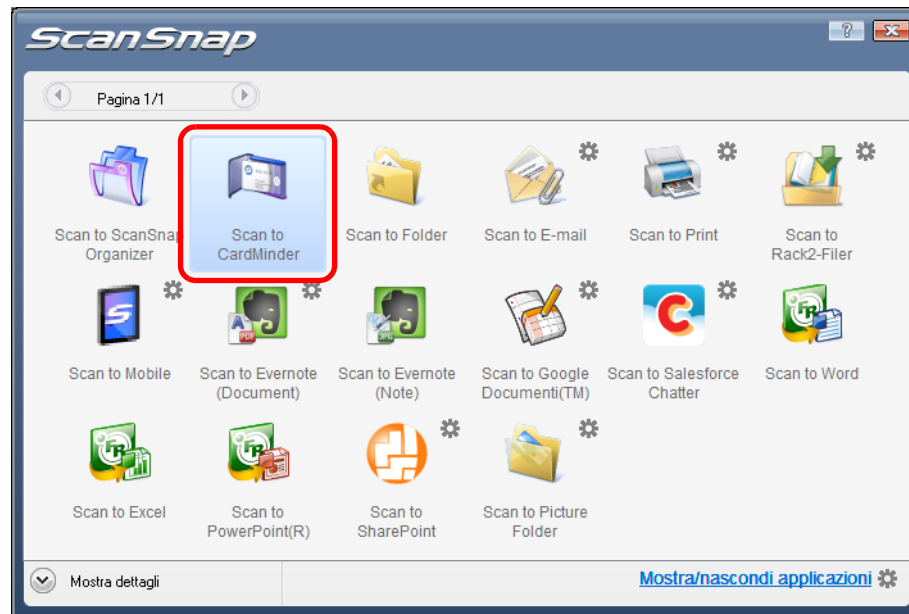 ScanSnap
Pagina 1/1
Scan to ScanSnap
Organizer
Scan to
CardMinder
Scan to Folder
Scan to E-mail
Scan to Print
Scan to
Rack2-Filer
Scan to Mobile
Scan to Evernote
(Document)
Scan to Evernote
(Note)
Scan to Google
Documenti(TM)
Scan to Salesforce
Chatter
Scan to Word
Scan to Excel
Scan to
PowerPoint(R)
Scan to
SharePoint
Scan to Picture
Folder
Mostra dettagli
Mostra/nascondi applicazioni